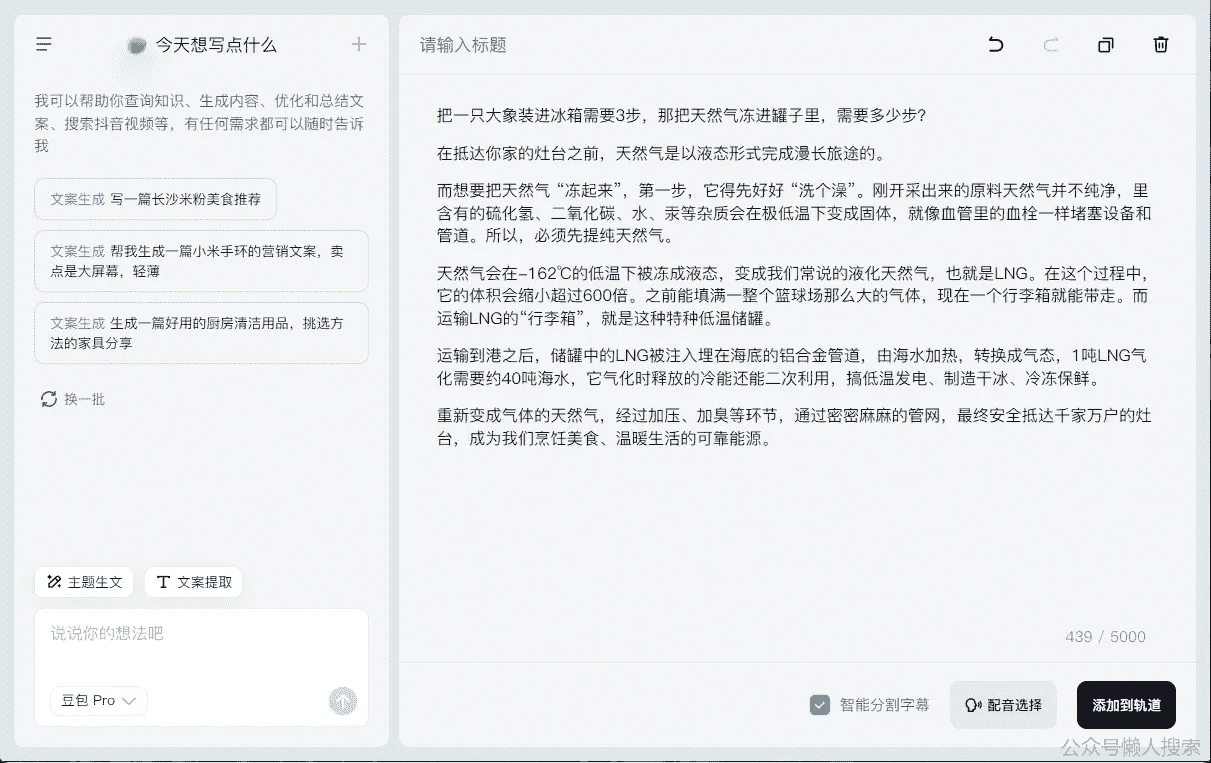 今天想写点什么
我可以帮助你查询知识、生成内容、优化和总结文
案、搜索抖音视频等，有任何需求都可以随时告诉
我
文案生成 写一篇长沙米粉美食推荐
文案生成 帮我生成一篇小米手环的营销文案，卖
点是大屏幕，轻薄
文案生成 生成一篇好用的厨房清洁用品，挑选方
法的家具分享
换一批
主题生文
文案提取
说说你的想法吧
豆包 Pro
请输入标题
把一只大象装进冰箱需要3步，那把天然气冻进罐子里，需要多少步？
在抵达你家的灶台之前，天然气是以液态形式完成漫长旅途的。
而想要把天然气“冻起来”，第一步，它得先好好“洗个澡”。刚开采出来的原料天然气并不纯净，里
含有的硫化氢、二氧化碳、水、汞等杂质会在极低温下变成固体，就像血管里的血栓一样堵塞设备和
管道。所以，必须先提纯天然气。
天然气会在-162℃的低温下被冻成液态，变成我们常说的液化天然气，也就是LNG。在这个过程中，
它的体积会缩小超过600倍。之前能填满一整个篮球场那么大的气体，现在一个行李箱就能带走。而
运输LNG的“行李箱”，就是这种特种低温储罐。
运输到港之后，储罐中的LNG被注入埋在海底的铝合金管道，由海水加热，转换成气态，1吨LNG气
化需要约40吨海水，它气化时释放的冷能还能二次利用，搞低温发电、制造干冰、冷冻保鲜。
重新变成气体的天然气，经过加压、加臭等环节，通过密密麻麻的管网，最终安全抵达千家万户的灶
台，成为我们烹饪美食、温暖生活的可靠能源。
439 / 5000
智能分割字幕
配音选择
添加到轨道
公众号懒人搜索